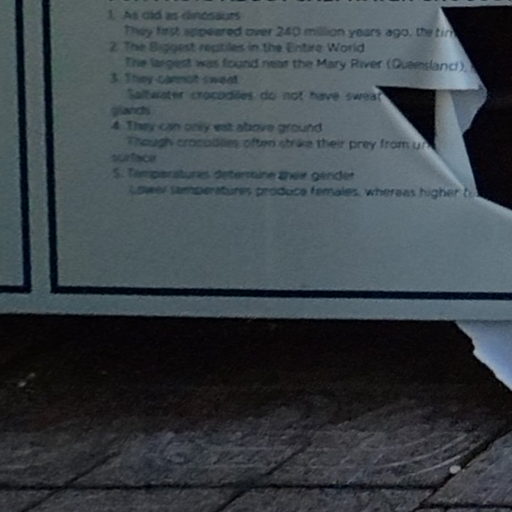 1. As old as dinosaurs
They first appeared over 240 million years ago, the
2. The Biggest reptiles in the Entire World
The largest was found near the Mary River (Queensland),
3. They cannot sweat
Saltwater crocodiles do not have sweat
glands
4. They can only eat above ground
Though crocodiles often strike their prey from
surface
5. Temperatures determine their gender
Lower temperatures produce females, whereas higher